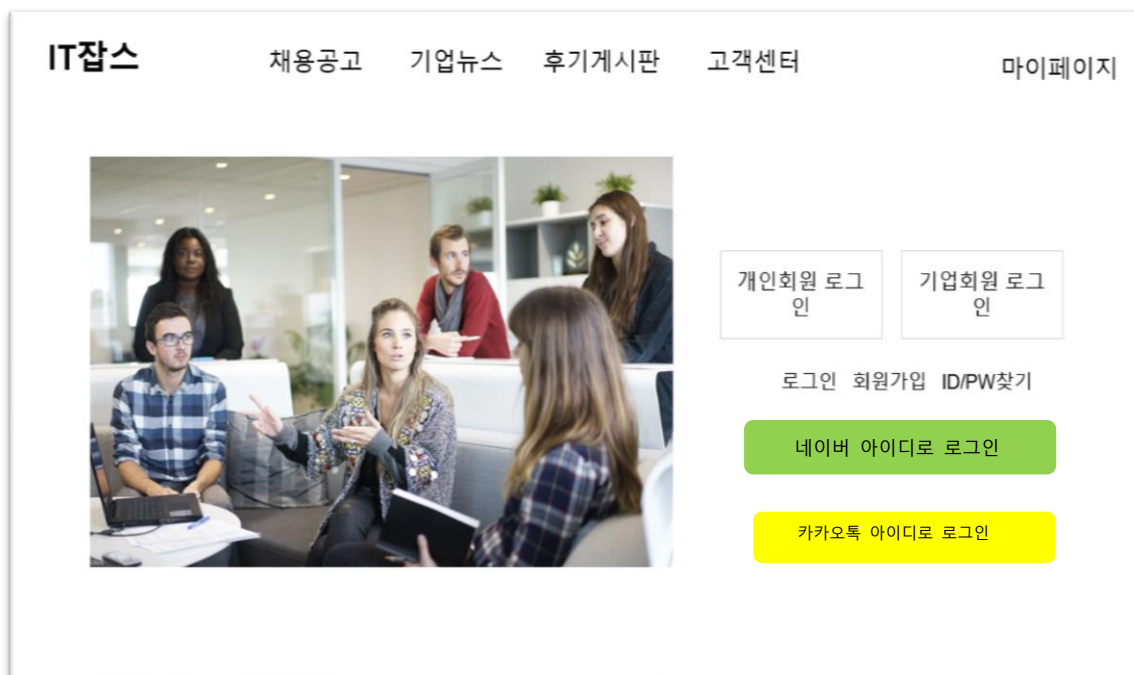 IT잡스
채용공고 기업뉴스 후기게시판 고객센터
마이페이지
개인회원 로그
인
기업회원 로그
인
로그인 회원가입 ID/PW찾기
네이버 아이디로 로그인
카카오톡 아이디로 로그인